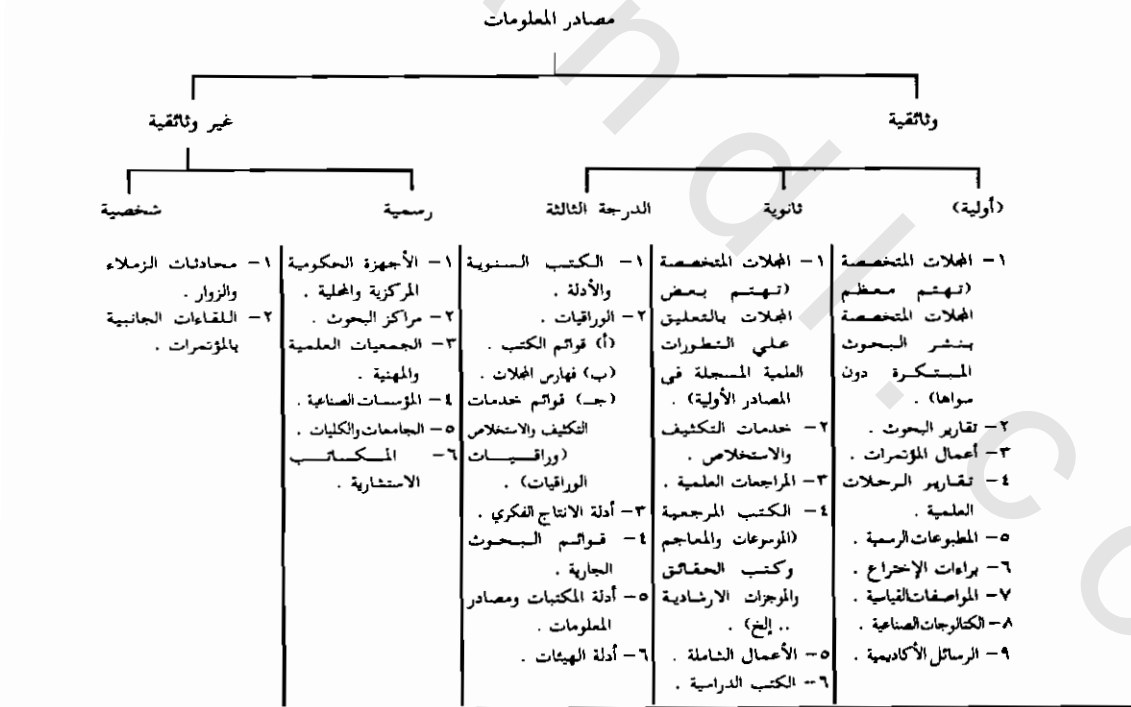 مصادر المعلومات
وثائقية
غير وثائقية
(أولية)
ثانوية
الدرجة الثالثة
رسمية
شخصية
١- المجلات المتخصصة
(تهتم معظم
المجلات المتخصصة
بنشر البحوث
المبتكرة دون
سواها) .
٢- تقارير البحوث .
٣- أعمال المؤتمرات .
٤- تقارير الرحلات
العلمية .
٥- المطبوعات الرسمية .
٦- براءات الإختراع .
٧- المواصفات القياسية .
٨- الكتالوجات الصناعية .
٩- الرسائل الأكاديمية .
١- المجلات المتخصصة
(تهتم بعض
المجلات بالتعليق
على التطورات
العلمية المسجلة فى
المصادر الأولية) .
٢- خدمات التكثيف
والاستخلاص .
٣- المراجعات العلمية .
٤- الكتب المرجعية
(الموسوعات والمعاجم
وكتب الحقائق
والموجزات الارشادية
.. إلخ) .
٥- الأعمال الشاملة .
٦-- الكتب الدراسية .
١- الكتب السنوية
والأدلة .
٢- الوراقيات .
(أ) قوائم الكتب .
(ب) فهارس المجلات .
(جـ) قوائم خدمات
التكثيف والاستخلاص
(وراقيات
الوراقيات) .
٣- أدلة الانتاج الفكري .
٤- قوائم البحوث
الجارية .
٥- أدلة المكتبات ومصادر
المعلومات .
٦- أدلة الهيئات .
١- الأجهزة الحكومية
المركزية والمحلية .
٢- مراكز البحوث .
٣- الجمعيات العلمية
والمهنية .
٤- المؤسسات الصناعية .
٥- الجامعات والكليات .
٦- المكاتب
الاستشارية .
١- محادثات الزملاء
والزوار .
٢- اللقاءات الجانبية
بالمؤتمرات .